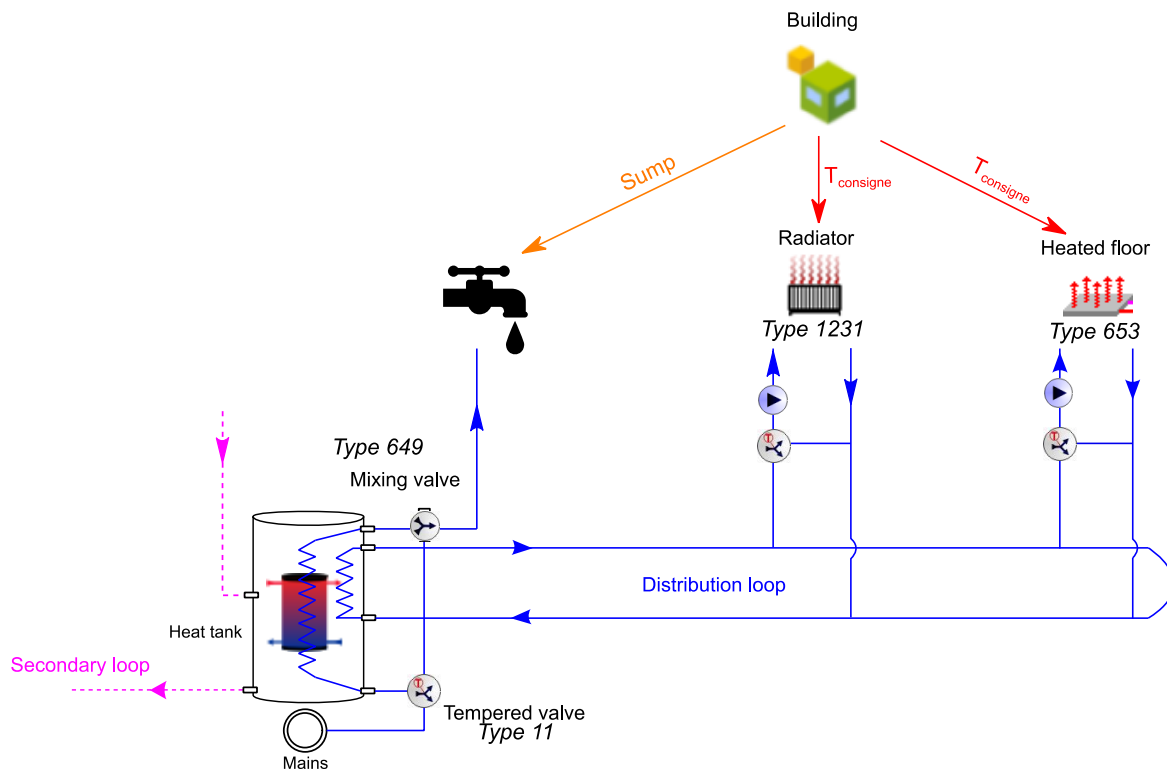 Building
Sump
Tconsigne
Tconsigne
Radiator
Heated floor
Type 1231
Type 653
Type 649
Mixing valve
Distribution loop
Heat tank
Secondary loop
Tempered valve
Type 11
Mains